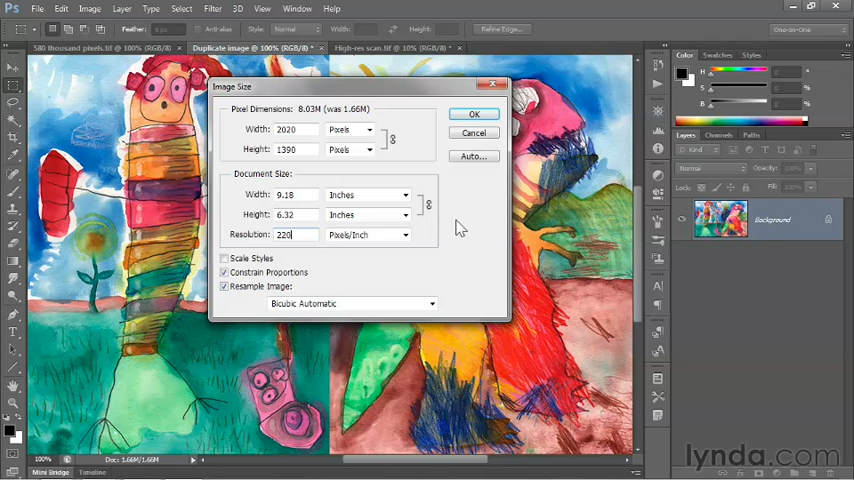 Ps File Edit Image Layer Type Select Filter 3D View Window Help
Feather: Anti-alias Style: Normal Width: Height: Refine Edge... One-on-One
580 thousand pixels.tif @ 100% (RGB/8) × Duplicate image @ 100% (RGB/8) * × High-res scan.tif @ 10% (RGB/8) * ×
Image Size
Pixel Dimensions: 8.03M (was 1.66M)
Width: 2020 Pixels
Height: 1390 Pixels
Document Size:
Width: 9.18 Inches
Height: 6.32 Inches
Resolution: 220 Pixels/Inch
Scale Styles
Constrain Proportions
Resample Image:
Bicubic Automatic
OK
Cancel
Auto...
Color Swatches Styles
H
S
B
%
%
Layers Channels Paths
Kind
Normal Opacity:
Lock: Fill:
Background
100% Doc: 1.66M/1.66M
Mini Bridge Timeline
lynda.com